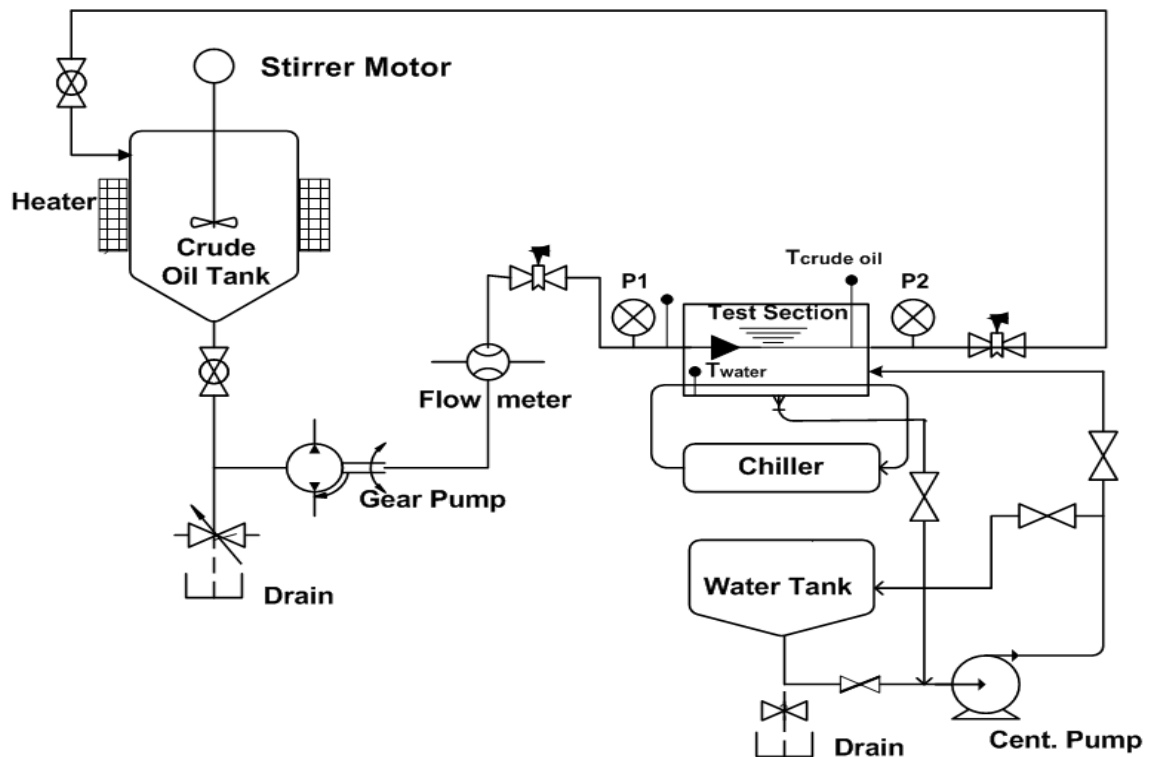 Stirrer Motor
Heater
Crude
Oil Tank
Tcrude oil
P1
P2
Test Section
Twater
Flow meter
Chiller
Gear Pump
Water Tank
Drain
Cent. Pump
Drain